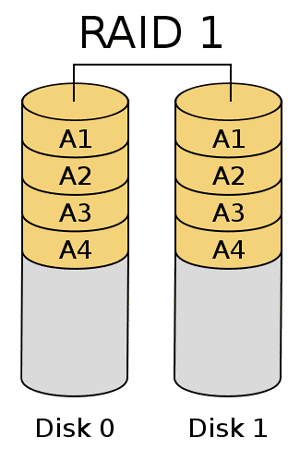 RAID 1
A1 A1
A2 A2
A3 A3
A4 A4
Disk 0 Disk 1